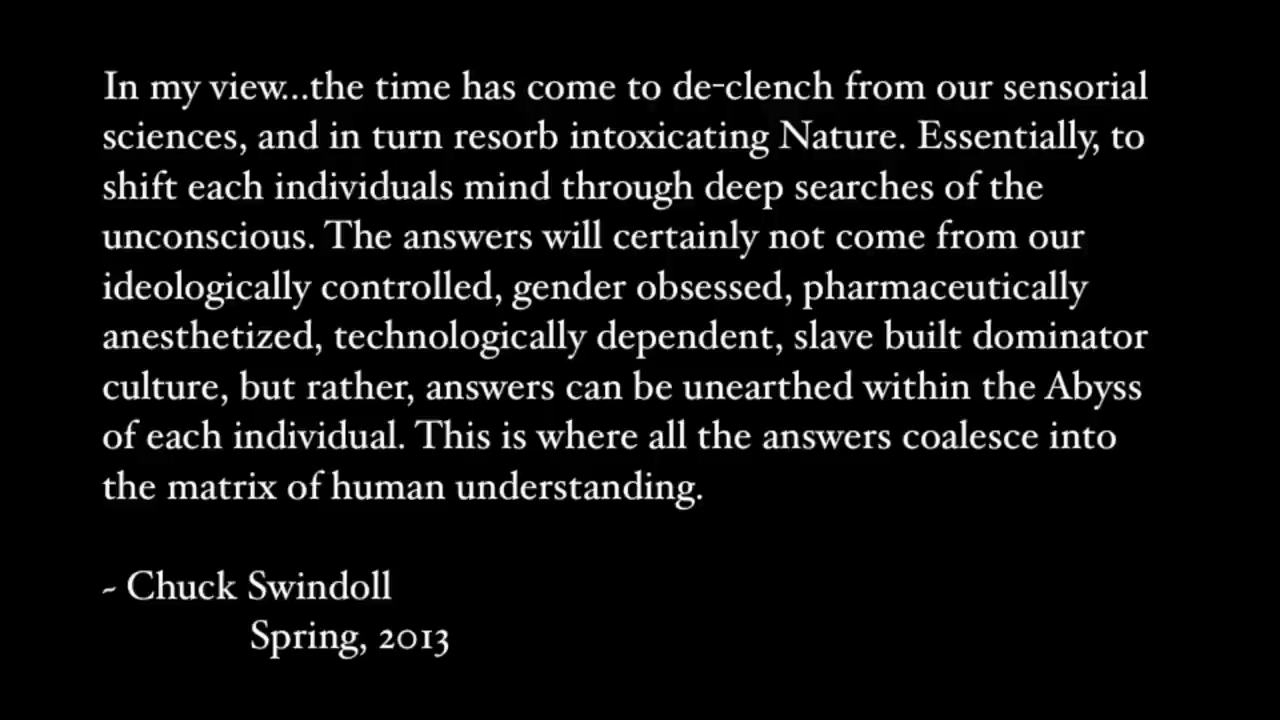 In my view...the time has come to de-clench from our sensorial
sciences, and in turn resorb intoxicating Nature. Essentially, to
shift each individuals mind through deep searches of the
unconscious. The answers will certainly not come from our
ideologically controlled, gender obsessed, pharmaceutically
anesthetized, technologically dependent, slave built dominator
culture, but rather, answers can be unearthed within the Abyss
of each individual. This is where all the answers coalesce into
the matrix of human understanding.
~ Chuck Swindoll
Spring, 2013